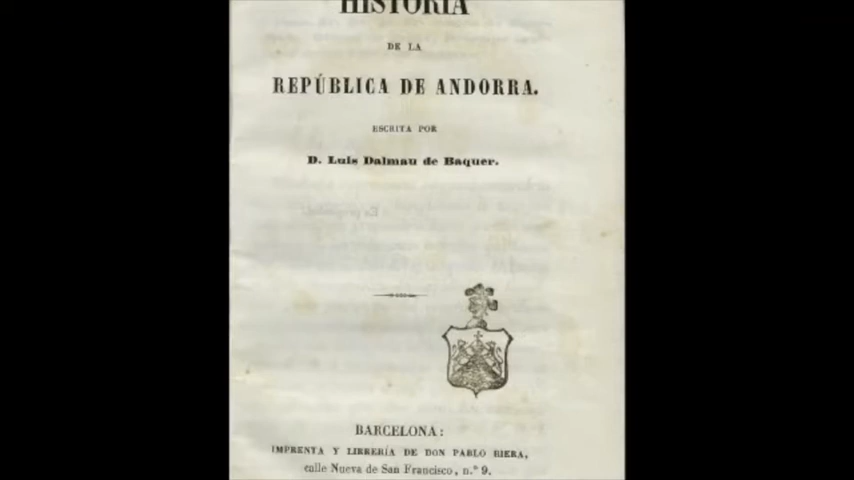 HISTORIA
DE LA
REPÚBLICA DE ANDORRA.
ESCRITA POR
D. Luis Dalmau de Baquer.
BARCELONA:
IMPRENTA Y LIBRERÍA DE DON PABLO RIERA,
calle Nueva de San Francisco, n.º 9.